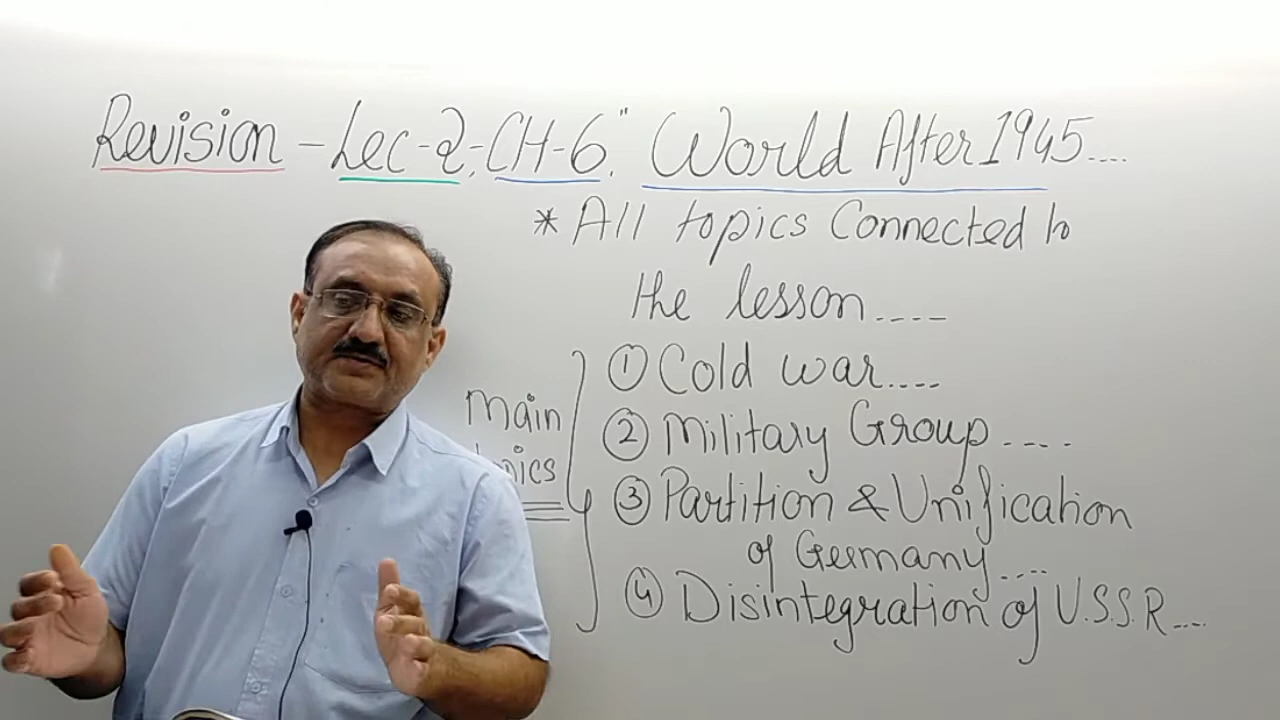 Revision - Lec-2, CH-6, " World After 1945....
* All topics Connected to
the lesson ----
① Cold war....
main
② Military Group ....
③ Partition & Unification
of Germany....
④ Disintegration of U.S.S.R ....